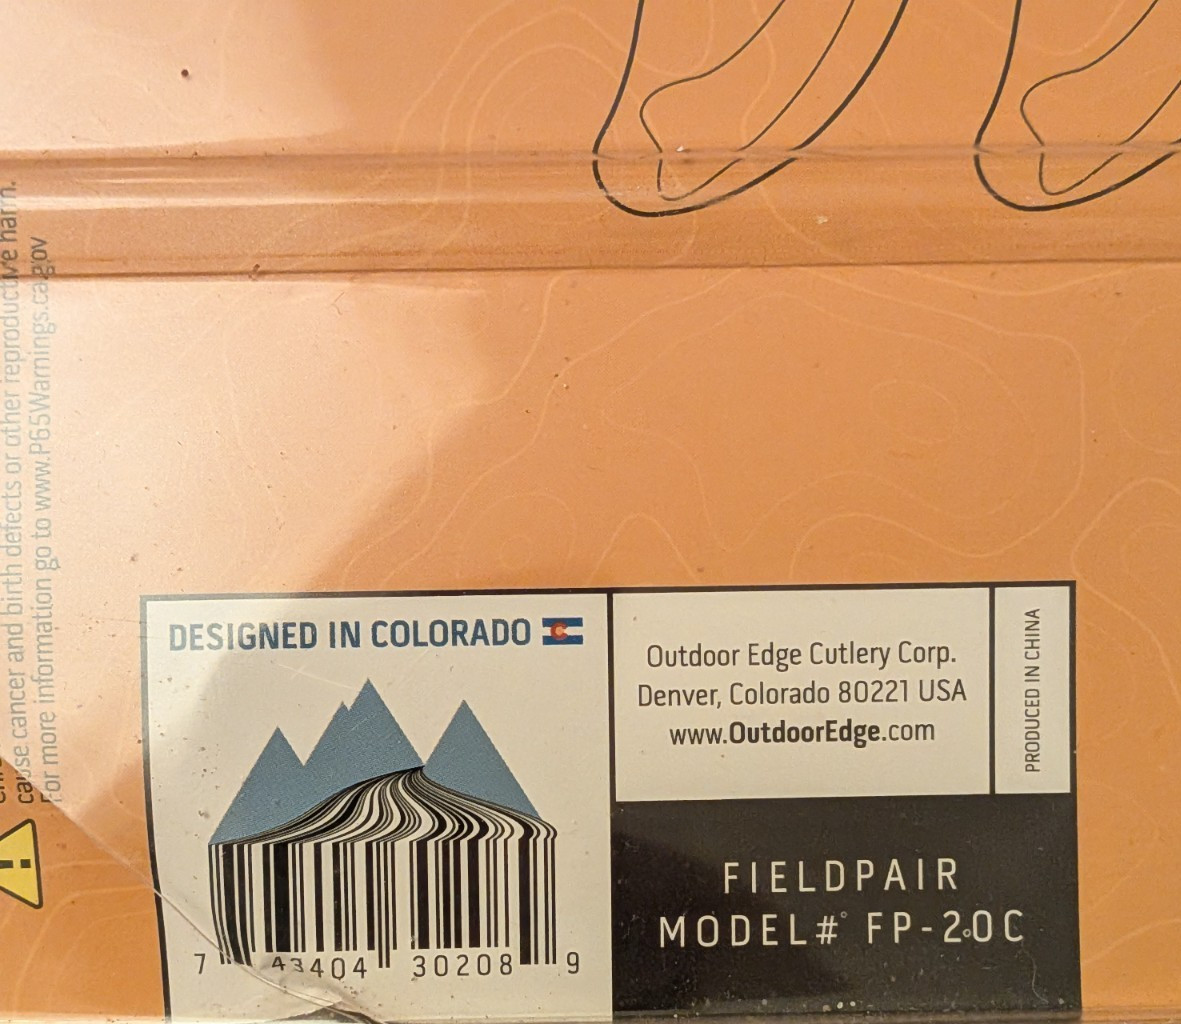 cause cancer and birth defects or other reproductive harm.
For more information go to www.P65Warnings.ca.gov
DESIGNED IN COLORADO
7 43404 30208 9
Outdoor Edge Cutlery Corp.
Denver, Colorado 80221 USA
www.OutdoorEdge.com
PRODUCED IN CHINA
FIELDPAIR
MODEL# FP-20C